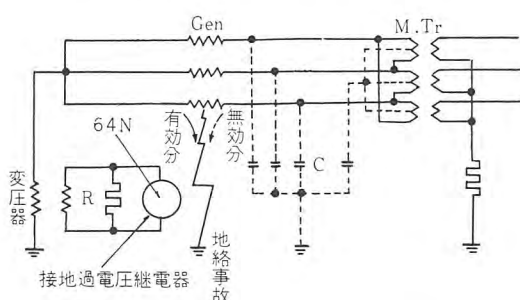 Gen
M.Tr
有効分
無効分
64N
C
変圧器
R
接地過電圧継電器
地絡事故